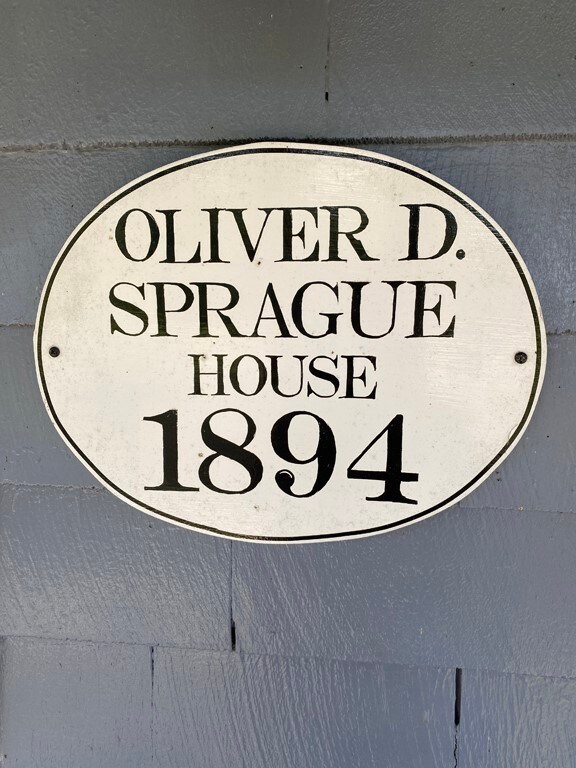 OLIVER D.
SPRAGUE
HOUSE
1894